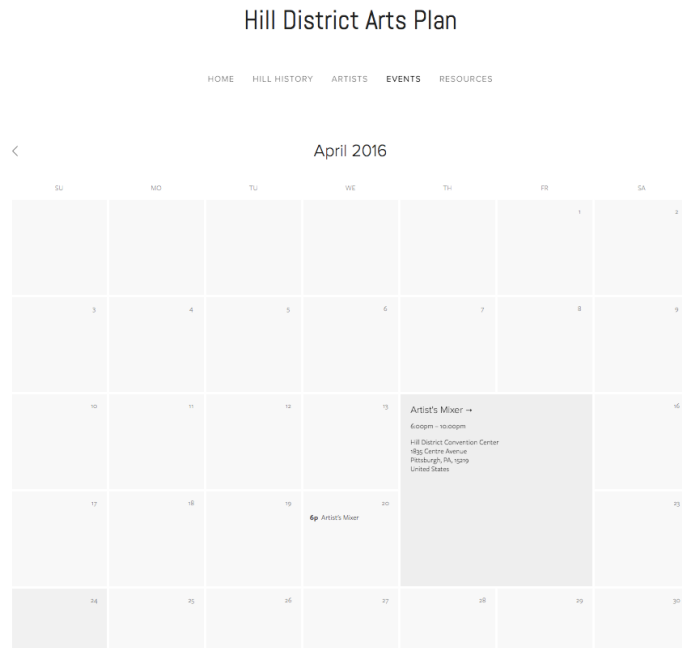 Hill District Arts Plan
HOME HILL HISTORY ARTISTS EVENTS RESOURCES
April 2016
SU MO TU WE TH FR SA
1 2
3 4 5 6 7 8 9
10 11 12 13 16
Artist's Mixer →
6:00pm – 10:00pm
Hill District Convention Center
1835 Centre Avenue
Pittsburgh, PA, 15219
United States
17 18 19 20 23
6p Artist's Mixer
24 25 26 27 28 29 30